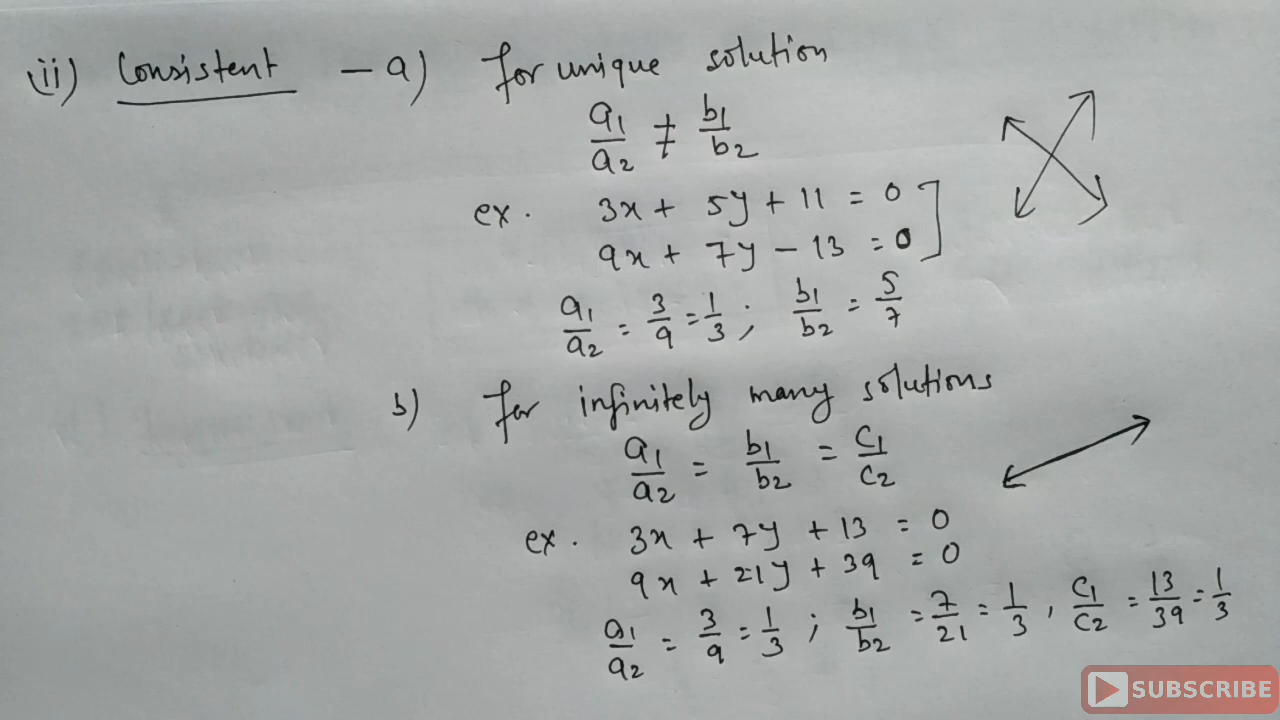 (ii) Consistent - a) for unique solution
a1/a2 ≠ b1/b2
ex. 3x + 5y + 11 = 0
9x + 7y - 13 = 0
a1/a2 = 3/9 = 1/3 ; b1/b2 = 5/7
b) for infinitely many solutions
a1/a2 = b1/b2 = c1/c2
ex. 3x + 7y + 13 = 0
9x + 21y + 39 = 0
a1/a2 = 3/9 = 1/3 ; b1/b2 = 7/21 = 1/3 , c1/c2 = 13/39 = 1/3
SUBSCRIBE